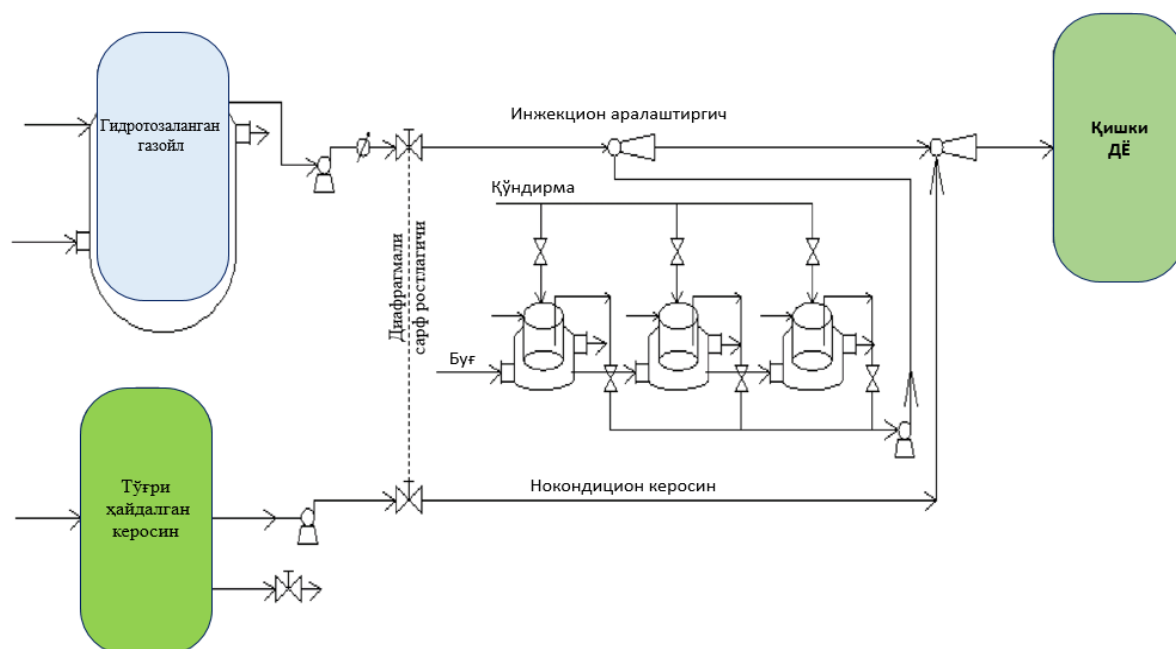 Гидротозаланган
газойл
Инжекцион аралаштиргич
Қишки
ДЁ
Қўндирма
Диафрагмали
сарф ростлагичи
Буғ
Тўғри
ҳайдалган
керосин
Нокондицион керосин